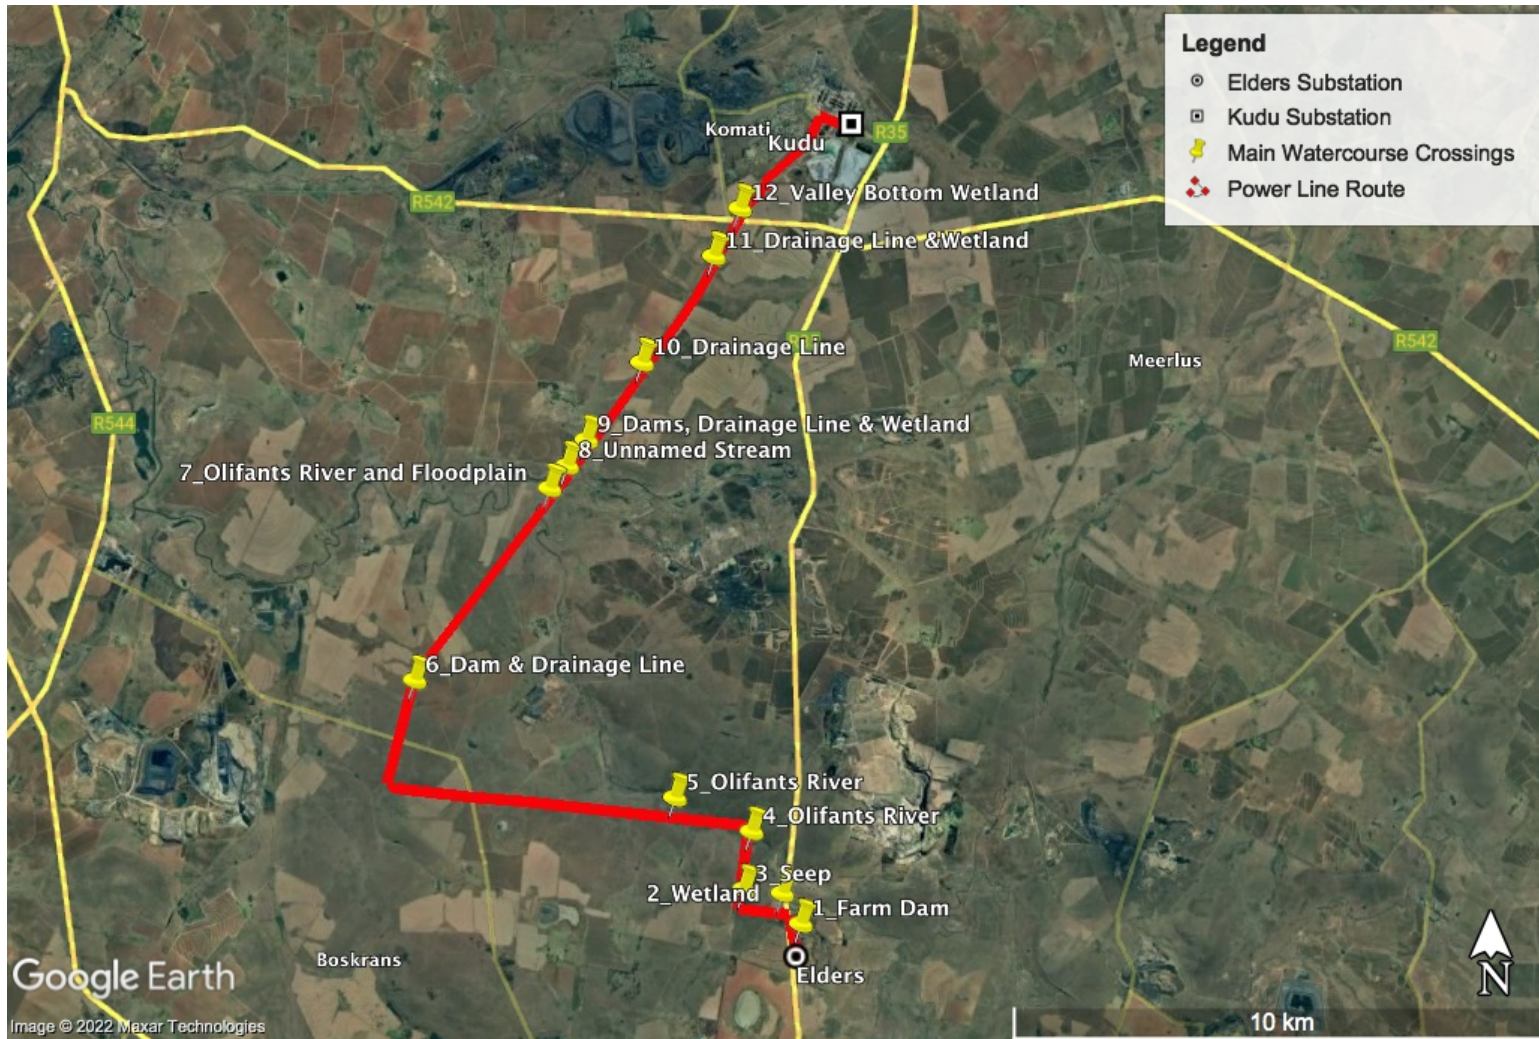 Legend
Elders Substation
Kudu Substation
Main Watercourse Crossings
Power Line Route
Komati
Kudu
R35
12_Valley Bottom Wetland
R542
11_Drainage Line &Wetland
10_Drainage Line
R542
Meerlus
R544
9_Dams, Drainage Line & Wetland
8_Unnamed Stream
7_Olifants River and Floodplain
6_Dam & Drainage Line
5_Olifants River
4_Olifants River
3_Seep
2_Wetland
1_Farm Dam
Boskrans
Elders
Google Earth
N
Image © 2022 Maxar Technologies
10 km